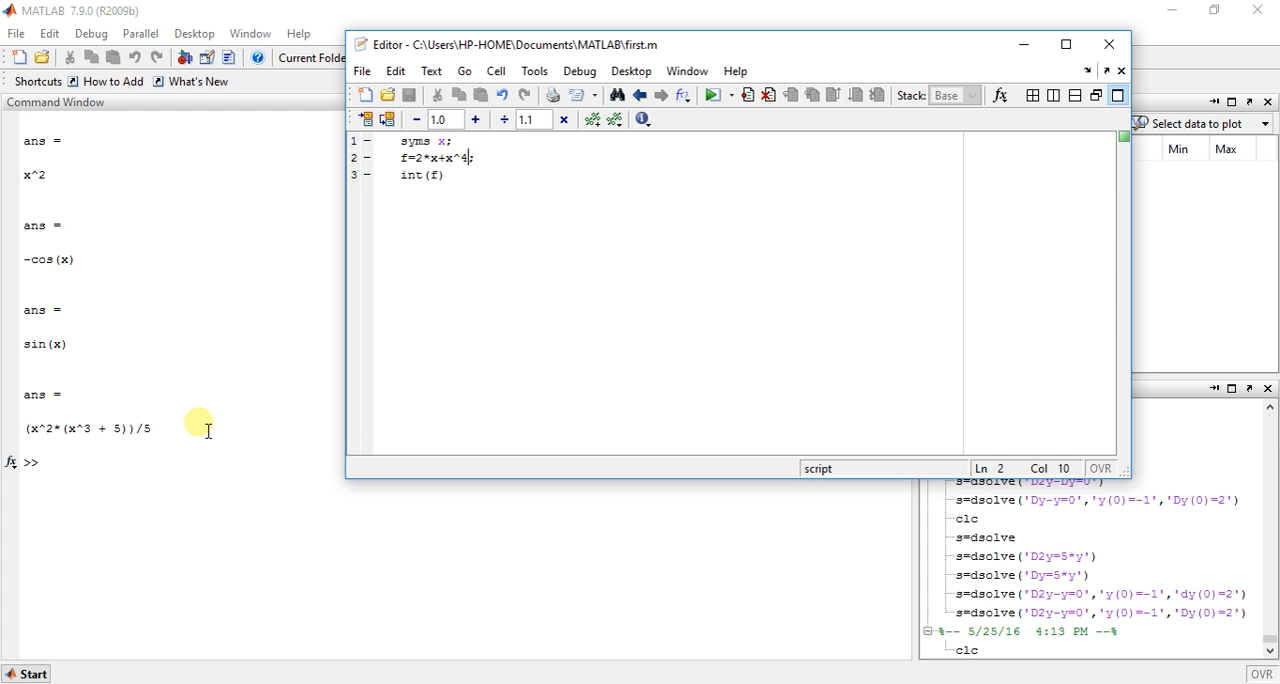 MATLAB 7.9.0 (R2009b)
File Edit Debug Parallel Desktop Window Help
Current Folde
Shortcuts How to Add What's New
Command Window
ans =
x^2
ans =
-cos(x)
ans =
sin(x)
ans =
(x^2*(x^3 + 5))/5
fx >>
Editor - C:\Users\HP-HOME\Documents\MATLAB\first.m
File Edit Text Go Cell Tools Debug Desktop Window Help
Stack: Base fx
− 1.0 + ÷ 1.1 ×
1 - syms x;
2 - f=2*x+x^4;
3 - int(f)
script Ln 2 Col 10 OVR
Select data to plot
Min Max
s=dsolve('D2y-Dy=0')
s=dsolve('Dy-y=0','y(0)=-1','Dy(0)=2')
clc
s=dsolve
s=dsolve('D2y=5*y')
s=dsolve('Dy=5*y')
s=dsolve('D2y-y=0','y(0)=-1','dy(0)=2')
s=dsolve('D2y-y=0','y(0)=-1','Dy(0)=2')
%-- 5/25/16 4:13 PM --%
clc
Start
OVR